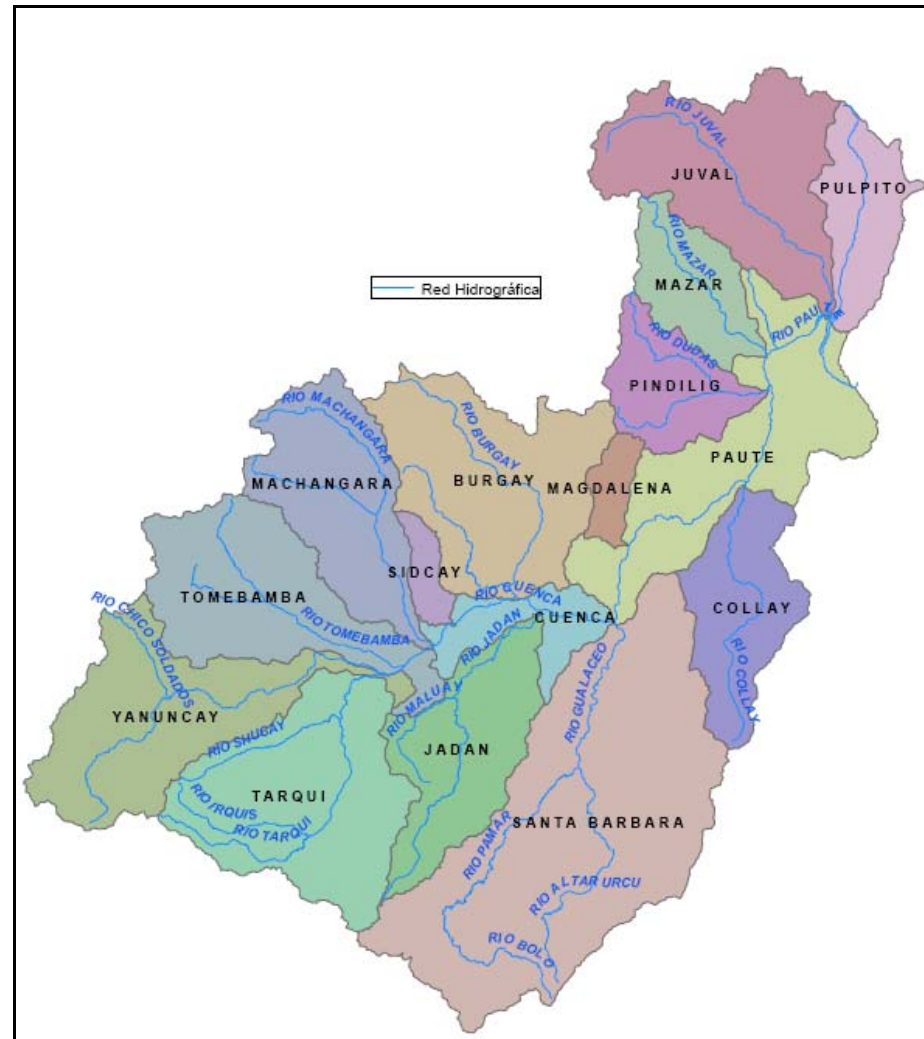 RIO JUVAL
JUVAL
PULPITO
RIO MAZAR
MAZAR
Red Hidrográfica
RIO PAU
RIO DUDAS
PINDILIG
RIO MACHANGARA
RIO BURGAY
PAUTE
MACHANGARA
BURGAY
MAGDALENA
SIDCAY
TOMEBAMBA
RIO CUENCA
CUENCA
COLLAY
RIO CHICO SOLDADOS
RIO TOMEBAMBA
RIO JADAN
RIO GUALACEO
RIO COLLAY
YANUNCAY
RIO MALUAY
RIO SHUCAY
JADAN
TARQUI
RIO IRQUIS
RIO TARQUI
RIO PAMAR
SANTA BARBARA
RIO ALTAR URCU
RIO BOLO